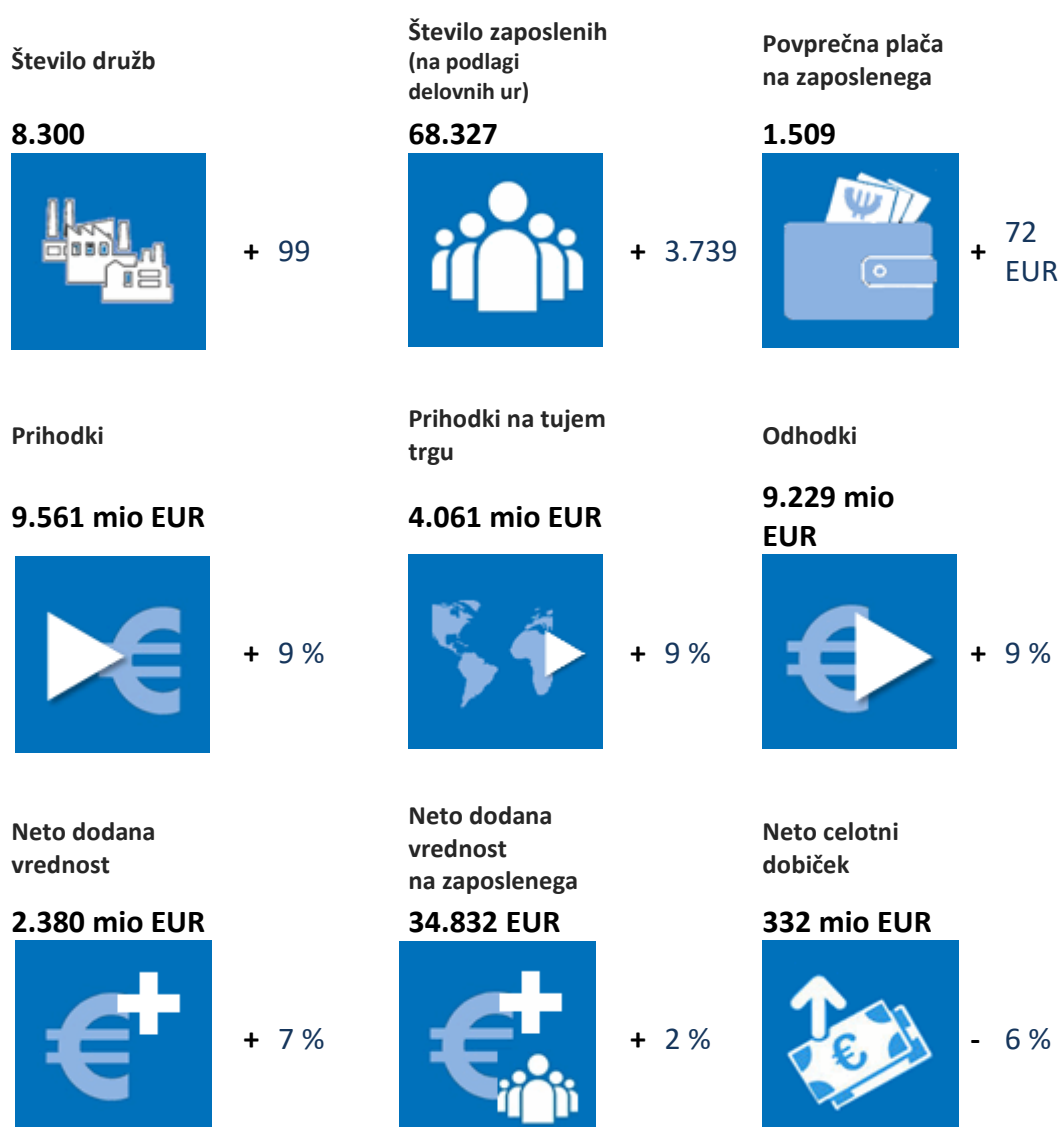 Število družb
8.300
+ 99
Število zaposlenih
(na podlagi
delovnih ur)
68.327
+ 3.739
Povprečna plača
na zaposlenega
1.509
+ 72
EUR
Prihodki
9.561 mio EUR
+ 9 %
Prihodki na tujem
trgu
4.061 mio EUR
+ 9 %
Odhodki
9.229 mio
EUR
+ 9 %
Neto dodana
vrednost
2.380 mio EUR
+ 7 %
Neto dodana
vrednost
na zaposlenega
34.832 EUR
+ 2 %
Neto celotni
dobiček
332 mio EUR
- 6 %